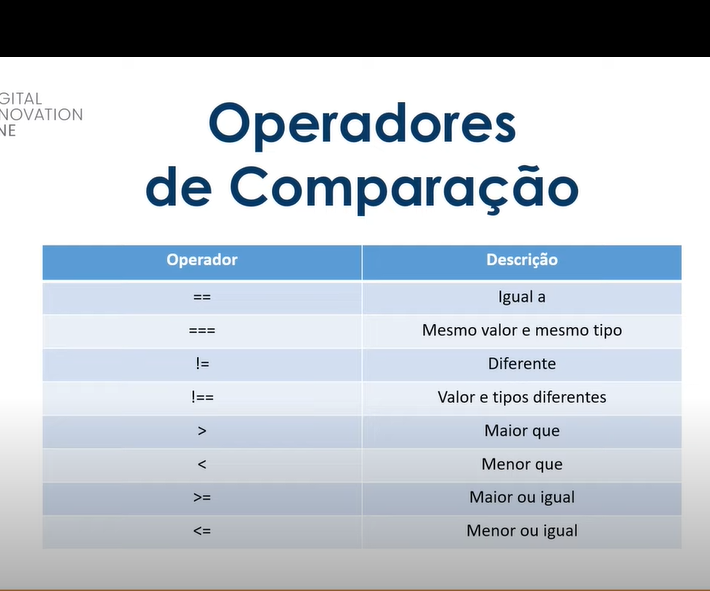 GITAL
NOVATION
NE
Operadores
de Comparação
Operador Descrição
== Igual a
=== Mesmo valor e mesmo tipo
!= Diferente
!== Valor e tipos diferentes
> Maior que
< Menor que
>= Maior ou igual
<= Menor ou igual